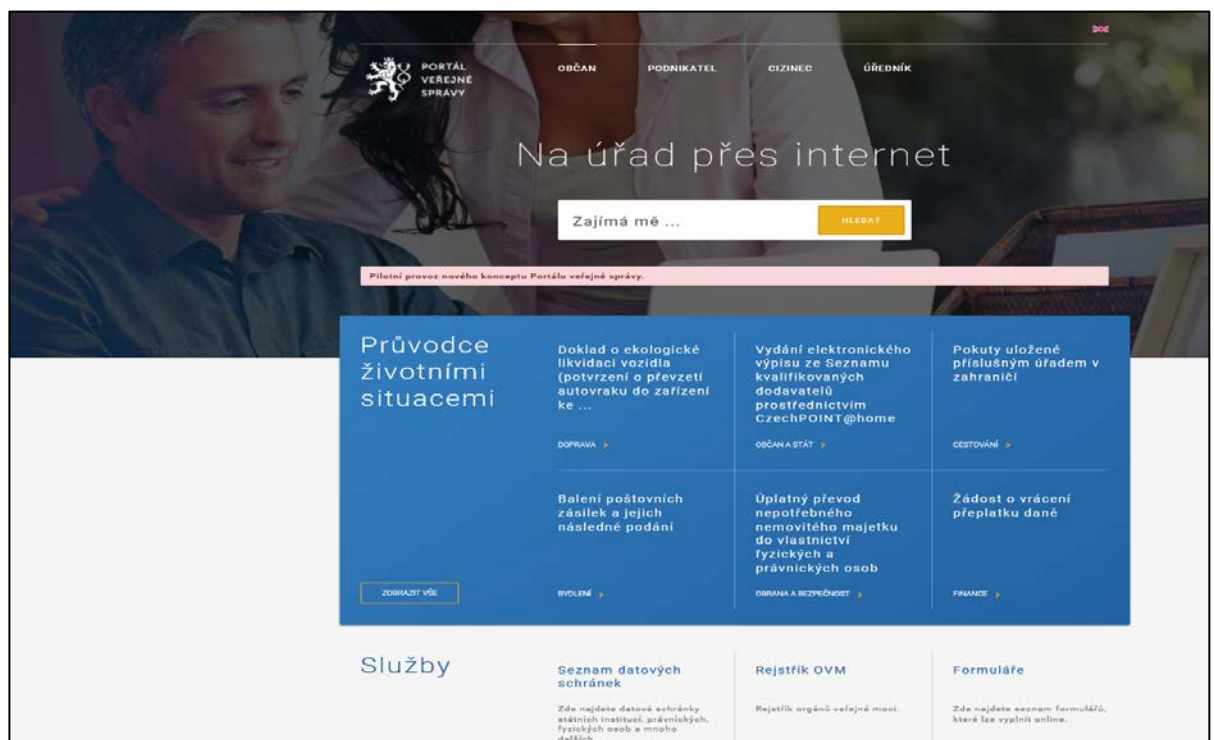 PORTÁL
VEŘEJNÉ
SPRÁVY
OBČAN PODNIKATEL CIZINEC ÚŘEDNÍK
Na úřad přes internet
Zajímá mě ...
HLEDAT
Pilotní provoz nového konceptu Portálu veřejné správy.
Průvodce
životními
situacemi
Doklad o ekologické
likvidaci vozidla
(potvrzení o převzetí
autovraku do zařízení
ke ...
DOPRAVA
Vydání elektronického
výpisu ze Seznamu
kvalifikovaných
dodavatelů
prostřednictvím
CzechPOINT@home
OBČAN A STÁT
Pokuty uložené
příslušným úřadem v
zahraničí
CESTOVÁNÍ
Balení poštovních
zásilek a jejich
následné podání
BYDLENÍ
Úplatný převod
nepotřebného
nemovitého majetku
do vlastnictví
fyzických a
právnických osob
OBRANA A BEZPEČNOST
Žádost o vrácení
přeplatku daně
FINANCE
ZOBRAZIT VŠE
Služby
Seznam datových
schránek
Zde najdete datové schránky
státních institucí, právnických,
fyzických osob a mnoho
dalších
Rejstřík OVM
Rejstřík orgánů veřejné moci.
Formuláře
Zde najdete seznam formulářů,
které lze vyplnit online.